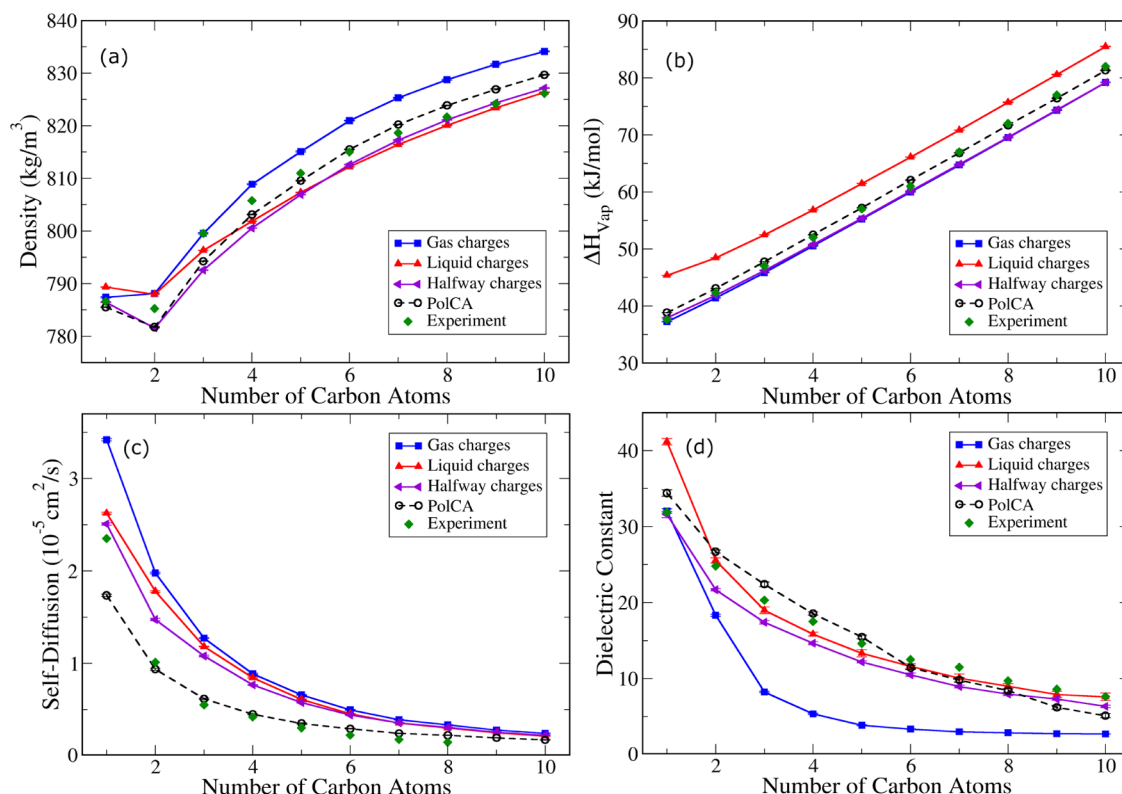 (a)
Density (kg/m³)
840
830
820
810
800
790
780
2 4 6 8 10
Number of Carbon Atoms
Gas charges
Liquid charges
Halfway charges
PolCA
Experiment
(b)
ΔH_Vap (kJ/mol)
90
80
70
60
50
40
30
2 4 6 8 10
Number of Carbon Atoms
Gas charges
Liquid charges
Halfway charges
PolCA
Experiment
(c)
Self-Diffusion (10⁻⁵ cm²/s)
3
2
1
0
2 4 6 8 10
Number of Carbon Atoms
Gas charges
Liquid charges
Halfway charges
PolCA
Experiment
(d)
Dielectric Constant
40
30
20
10
0
2 4 6 8 10
Number of Carbon Atoms
Gas charges
Liquid charges
Halfway charges
PolCA
Experiment